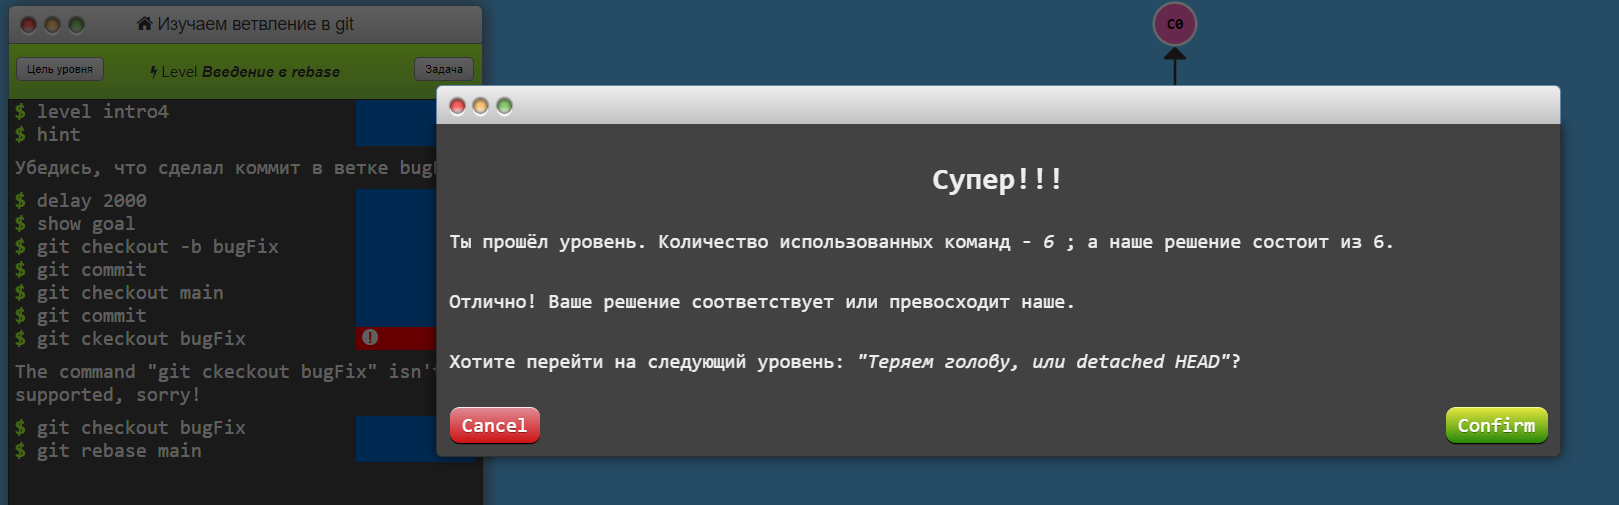 Изучаем ветвление в git
C0
Цель уровня
Level Введение в rebase
Задача
$ level intro4
$ hint
Убедись, что сделал коммит в ветке
$ delay 2000
$ show goal
$ git checkout -b bugFix
$ git commit
$ git checkout main
$ git commit
$ git ckeckout bugFix
The command "git ckeckout bugFix" isn'
supported, sorry!
$ git checkout bugFix
$ git rebase main
Супер!!!
Ты прошёл уровень. Количество использованных команд - 6 ; а наше решение состоит из 6.
Отлично! Ваше решение соответствует или превосходит наше.
Хотите перейти на следующий уровень: "Теряем голову, или detached HEAD"?
Cancel
Confirm